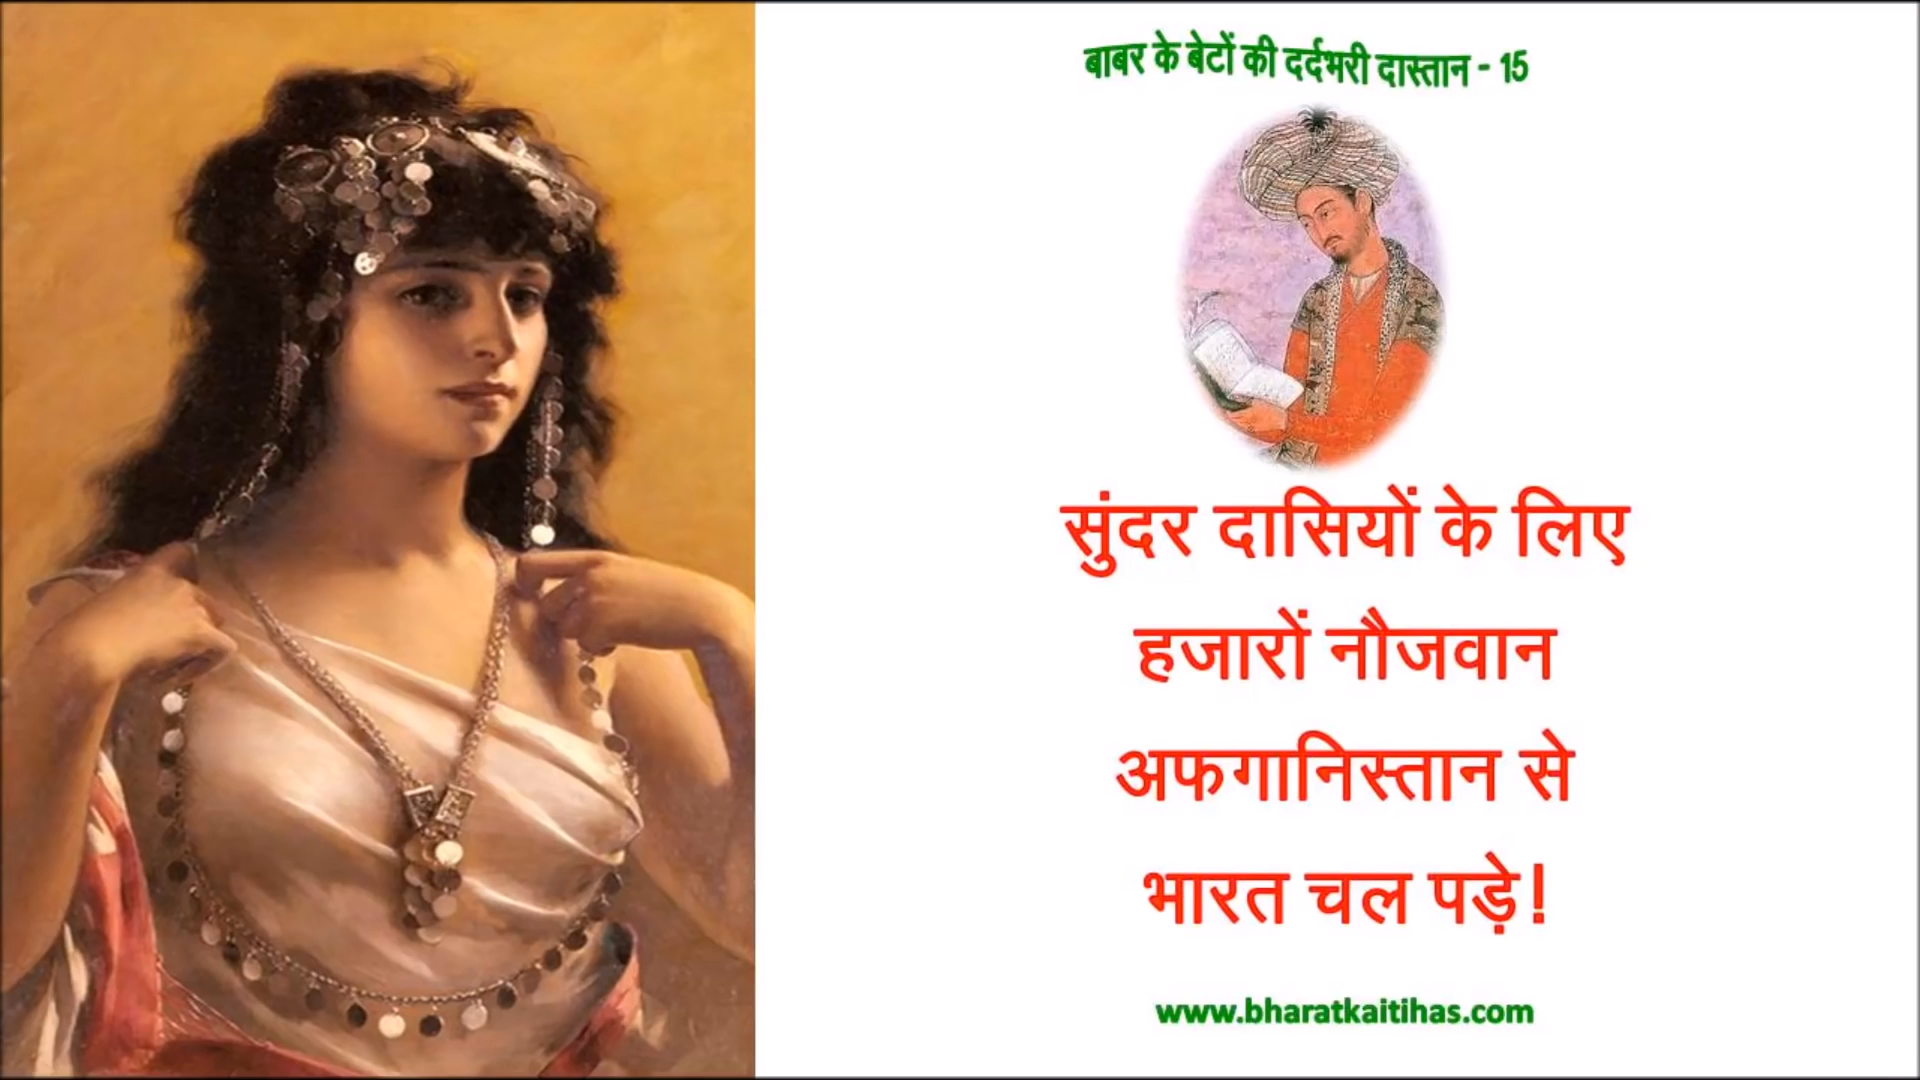 बाबर के बेटों की दर्दभरी दास्तान - 15
सुंदर दासियों के लिए
हजारों नौजवान
अफगानिस्तान से
भारत चल पड़े!
www.bharatkaitihas.com